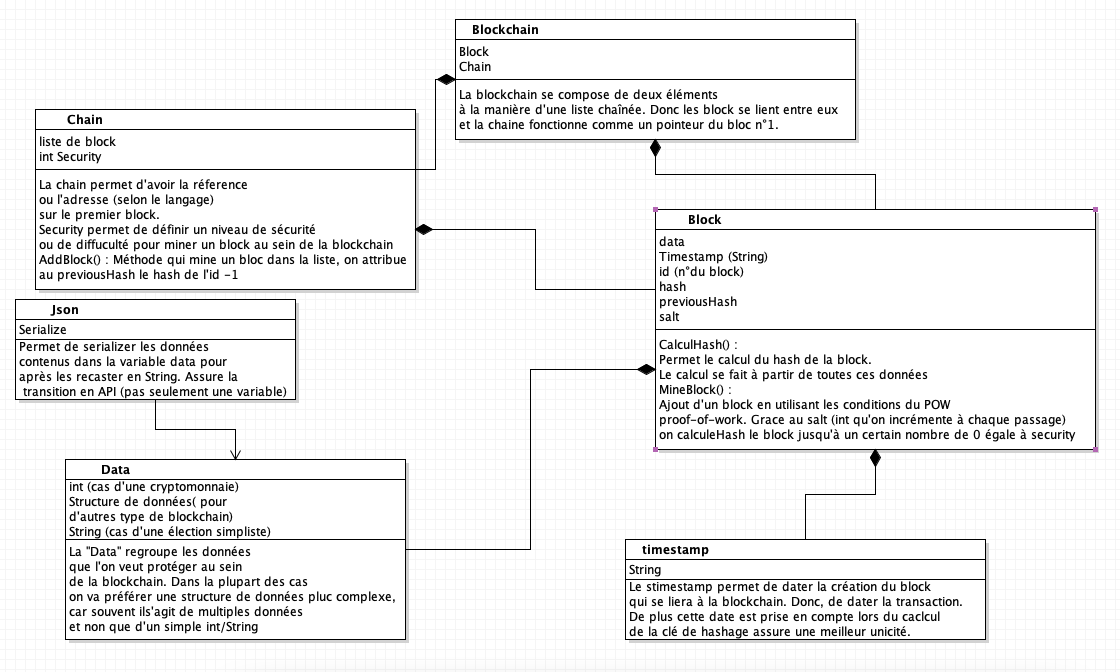 Blockchain
Block
Chain
La blockchain se compose de deux éléments
à la manière d'une liste chaînée. Donc les block se lient entre eux
et la chaine fonctionne comme un pointeur du bloc n°1.
Chain
liste de block
int Security
La chain permet d'avoir la réference
ou l'adresse (selon le langage)
sur le premier block.
Security permet de définir un niveau de sécurité
ou de diffuculté pour miner un block au sein de la blockchain
AddBlock() : Méthode qui mine un bloc dans la liste, on attribue
au previousHash le hash de l'id -1
Block
data
Timestamp (String)
id (n°du block)
hash
previousHash
salt
CalculHash() :
Permet le calcul du hash de la block.
Le calcul se fait à partir de toutes ces données
MineBlock() :
Ajout d'un block en utilisant les conditions du POW
proof-of-work. Grace au salt (int qu'on incrémente à chaque passage)
on calculeHash le block jusqu'à un certain nombre de 0 égale à security
Json
Serialize
Permet de serializer les données
contenus dans la variable data pour
après les recaster en String. Assure la
transition en API (pas seulement une variable)
Data
int (cas d'une cryptomonnaie)
Structure de données( pour
d'autres type de blockchain)
String (cas d'une élection simpliste)
La "Data" regroupe les données
que l'on veut protéger au sein
de la blockchain. Dans la plupart des cas
on va préférer une structure de données pluc complexe,
car souvent ils'agit de multiples données
et non que d'un simple int/String
timestamp
String
Le stimestamp permet de dater la création du block
qui se liera à la blockchain. Donc, de dater la transaction.
De plus cette date est prise en compte lors du caclcul
de la clé de hashage assure une meilleur unicité.